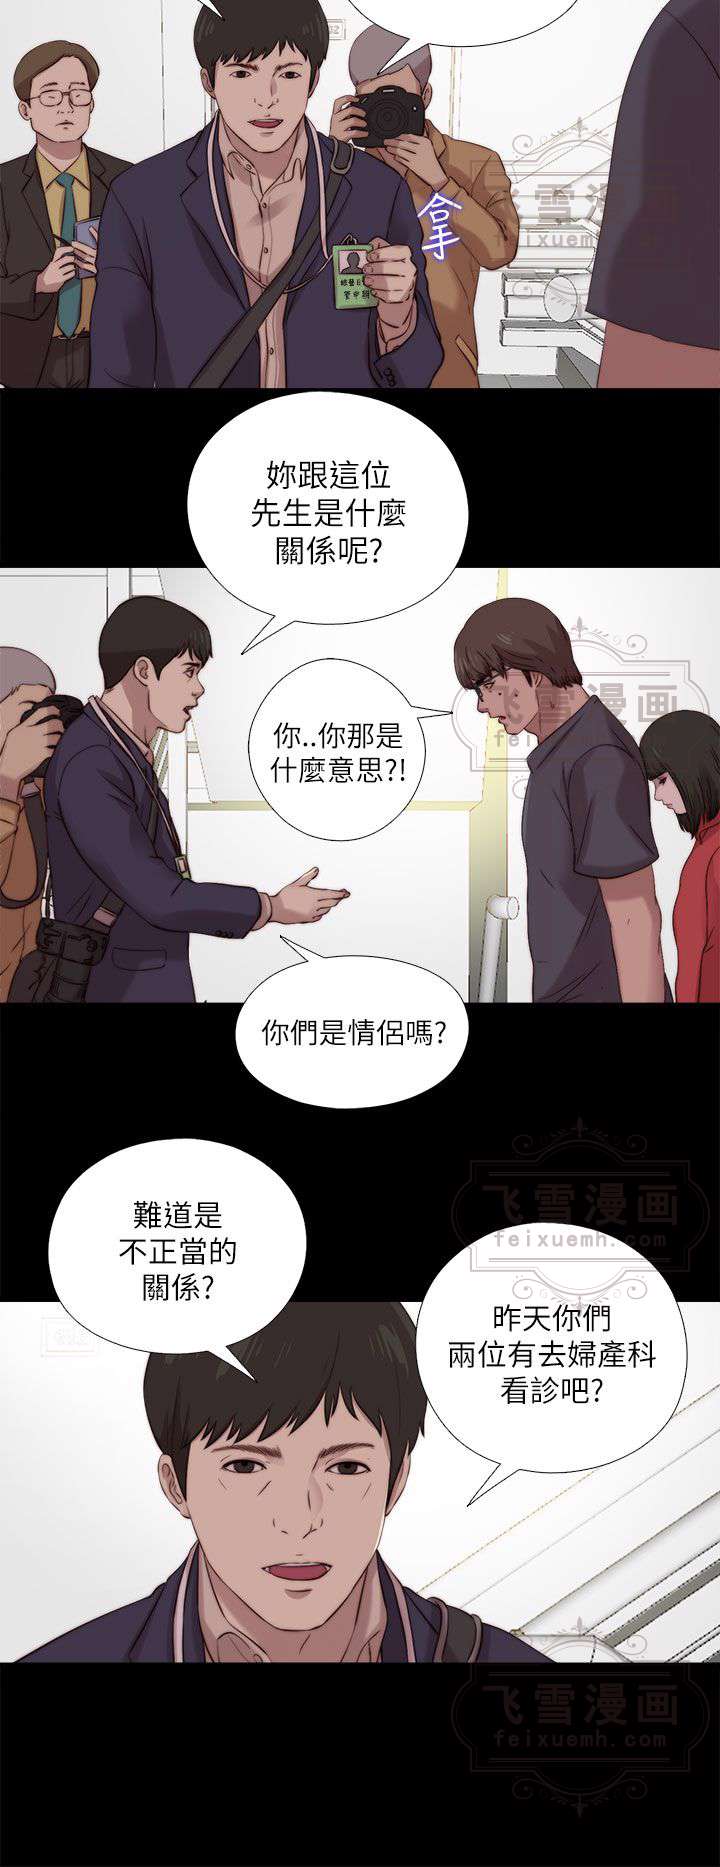 拿
飞雪漫画
feixuemh.com
妳跟這位
先生是什麼
關係呢?
飞雪漫画
feixuemh.com
你..你那是
什麼意思?!
你們是情侶嗎?
飞雪漫画
feixuemh.com
難道是
不正當的
關係?
昨天你們
兩位有去婦產科
看診吧?
飞雪漫画
feixuemh.com